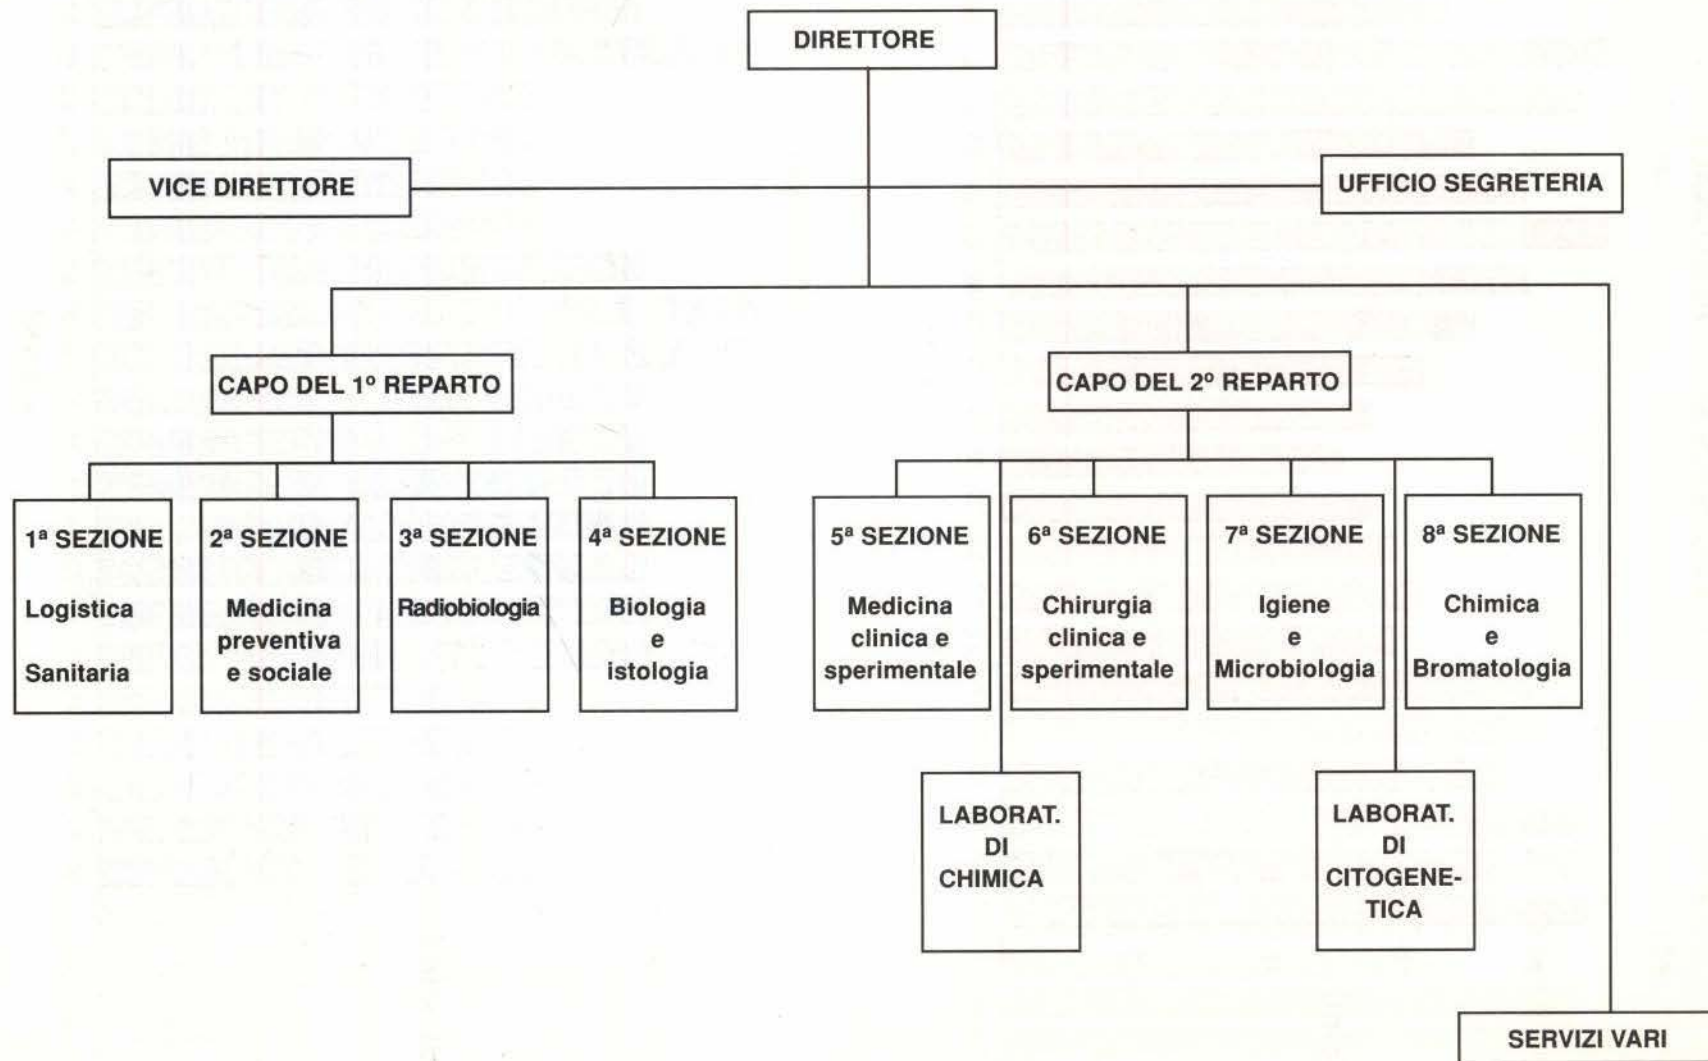 DIRETTORE
VICE DIRETTORE
UFFICIO SEGRETERIA
CAPO DEL 1º REPARTO
CAPO DEL 2º REPARTO
1ª SEZIONE
Logistica
Sanitaria
2ª SEZIONE
Medicina
preventiva
e sociale
3ª SEZIONE
Radiobiologia
4ª SEZIONE
Biologia
e
istologia
5ª SEZIONE
Medicina
clinica e
sperimentale
6ª SEZIONE
Chirurgia
clinica e
sperimentale
7ª SEZIONE
Igiene
e
Microbiologia
8ª SEZIONE
Chimica
e
Bromatologia
LABORAT.
DI
CHIMICA
LABORAT.
DI
CITOGENE-
TICA
SERVIZI VARI